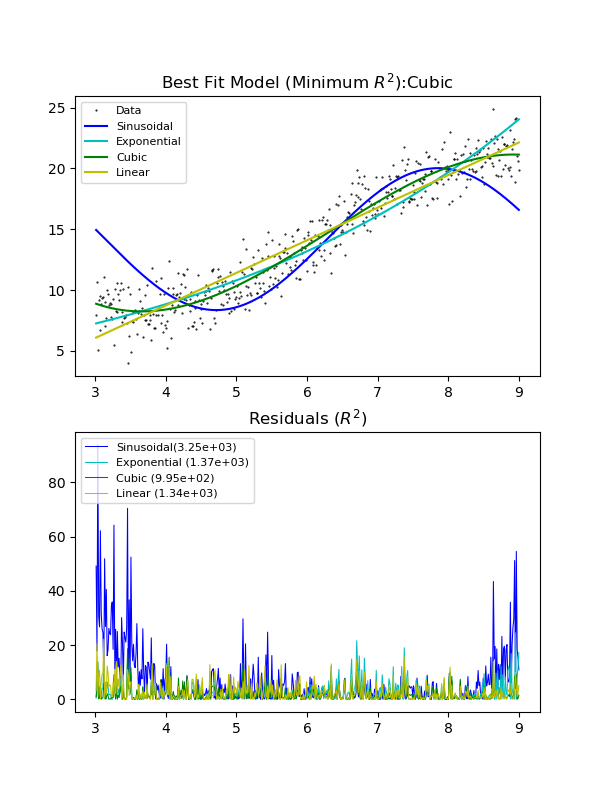 Best Fit Model (Minimum $R^2$):Cubic
25
20
15
10
5
Data
Sinusoidal
Exponential
Cubic
Linear
3 4 5 6 7 8 9
Residuals ($R^2$)
80
60
40
20
0
Sinusoidal(3.25e+03)
Exponential (1.37e+03)
Cubic (9.95e+02)
Linear (1.34e+03)
3 4 5 6 7 8 9